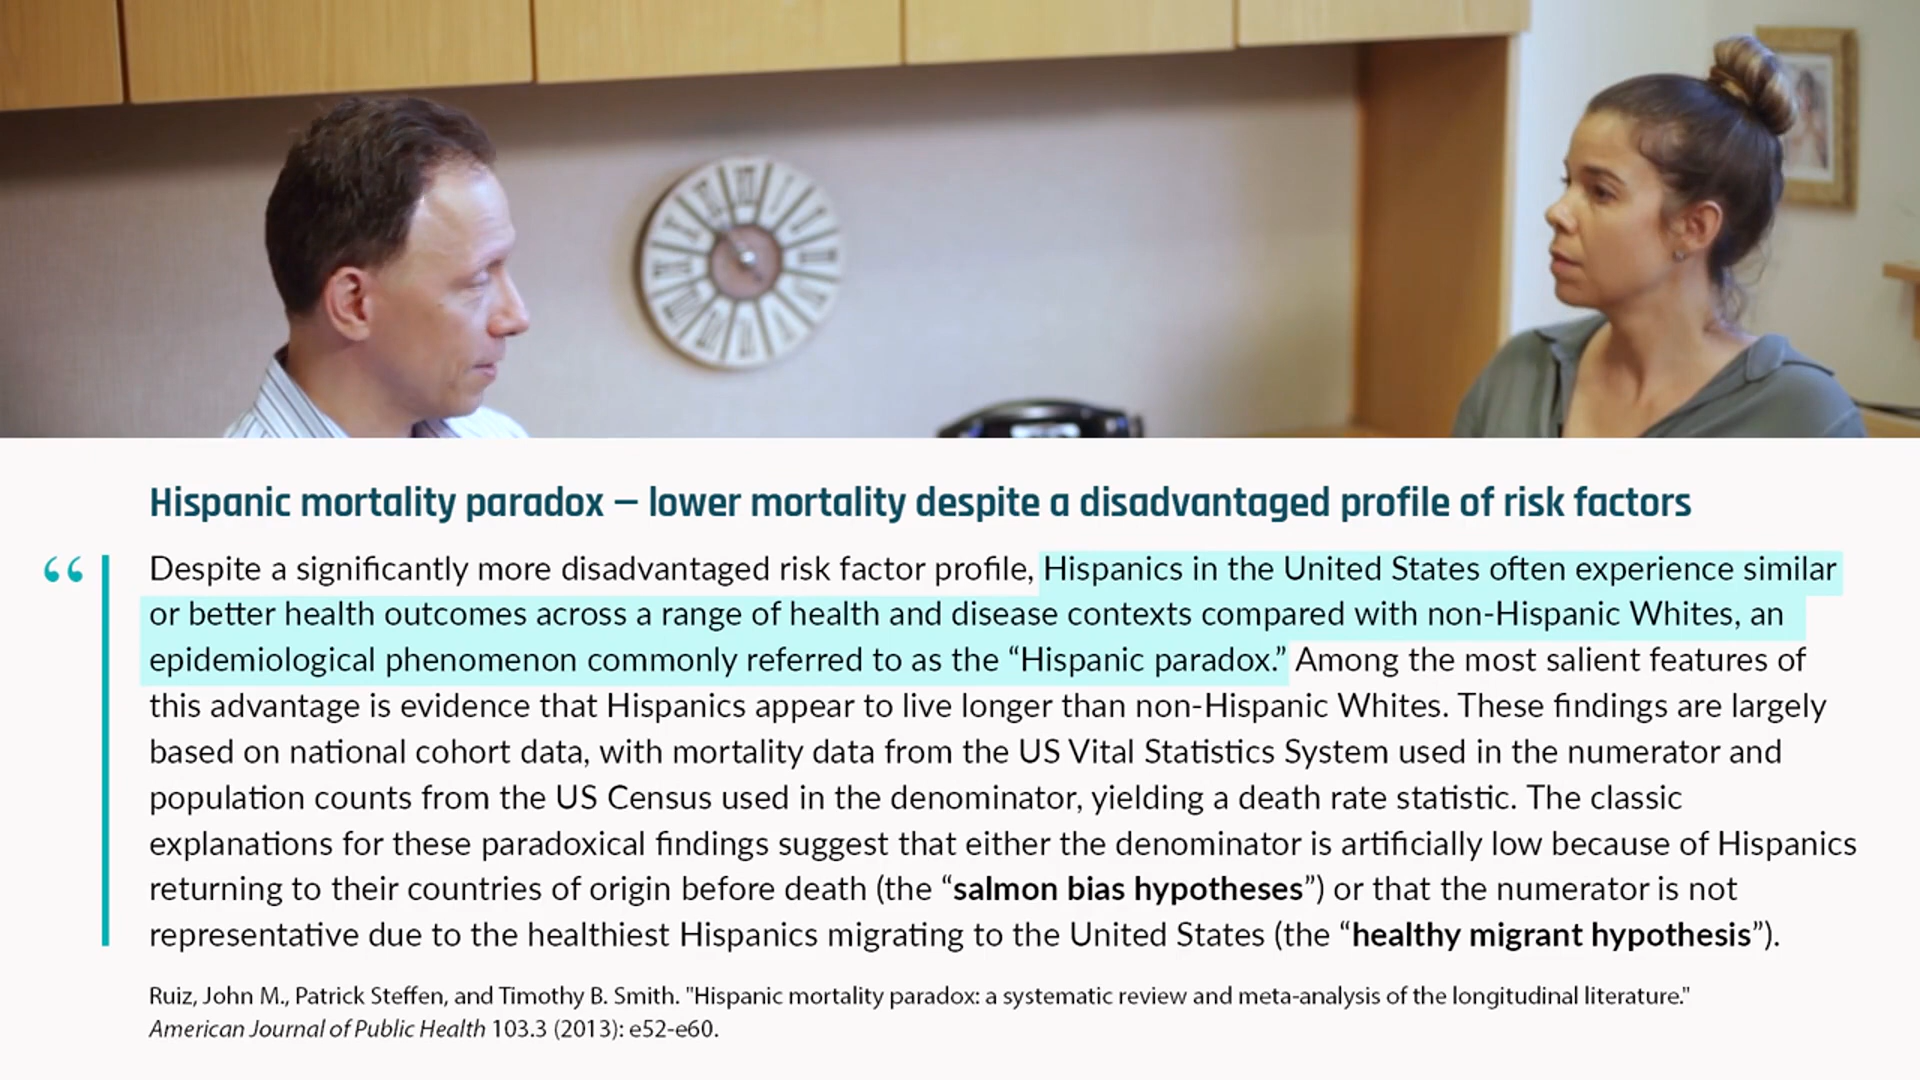 Hispanic mortality paradox — lower mortality despite a disadvantaged profile of risk factors
“
Despite a significantly more disadvantaged risk factor profile, Hispanics in the United States often experience similar
or better health outcomes across a range of health and disease contexts compared with non-Hispanic Whites, an
epidemiological phenomenon commonly referred to as the “Hispanic paradox.” Among the most salient features of
this advantage is evidence that Hispanics appear to live longer than non-Hispanic Whites. These findings are largely
based on national cohort data, with mortality data from the US Vital Statistics System used in the numerator and
population counts from the US Census used in the denominator, yielding a death rate statistic. The classic
explanations for these paradoxical findings suggest that either the denominator is artificially low because of Hispanics
returning to their countries of origin before death (the “salmon bias hypotheses”) or that the numerator is not
representative due to the healthiest Hispanics migrating to the United States (the “healthy migrant hypothesis”).
Ruiz, John M., Patrick Steffen, and Timothy B. Smith. "Hispanic mortality paradox: a systematic review and meta-analysis of the longitudinal literature."
American Journal of Public Health 103.3 (2013): e52-e60.